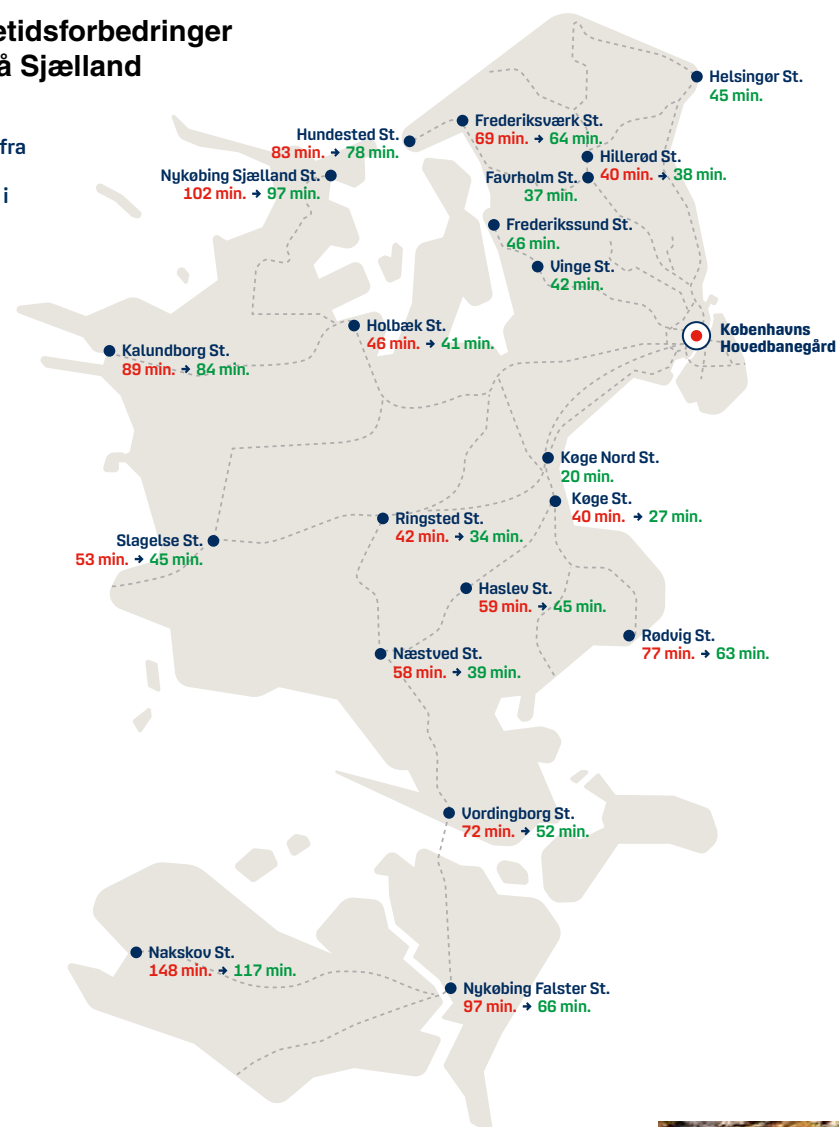 etidsforbedringer
å Sjælland
fra
i
Helsingør St.
45 min.
Frederiksværk St.
69 min. → 64 min.
Hundested St.
83 min. → 78 min.
Hillerød St.
40 min. → 38 min.
Nykøbing Sjælland St.
102 min. → 97 min.
Favrholm St.
37 min.
Frederikssund St.
46 min.
Vinge St.
42 min.
Holbæk St.
46 min. → 41 min.
Københavns
Hovedbanegård
Kalundborg St.
89 min. → 84 min.
Køge Nord St.
20 min.
Køge St.
40 min. → 27 min.
Ringsted St.
42 min. → 34 min.
Slagelse St.
53 min. → 45 min.
Haslev St.
59 min. → 45 min.
Rødvig St.
77 min. → 63 min.
Næstved St.
58 min. → 39 min.
Vordingborg St.
72 min. → 52 min.
Nakskov St.
148 min. → 117 min.
Nykøbing Falster St.
97 min. → 66 min.